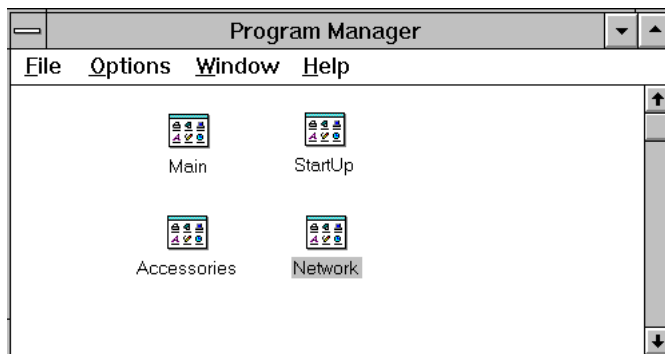 Program Manager
File Options Window Help
Main StartUp
Accessories Network